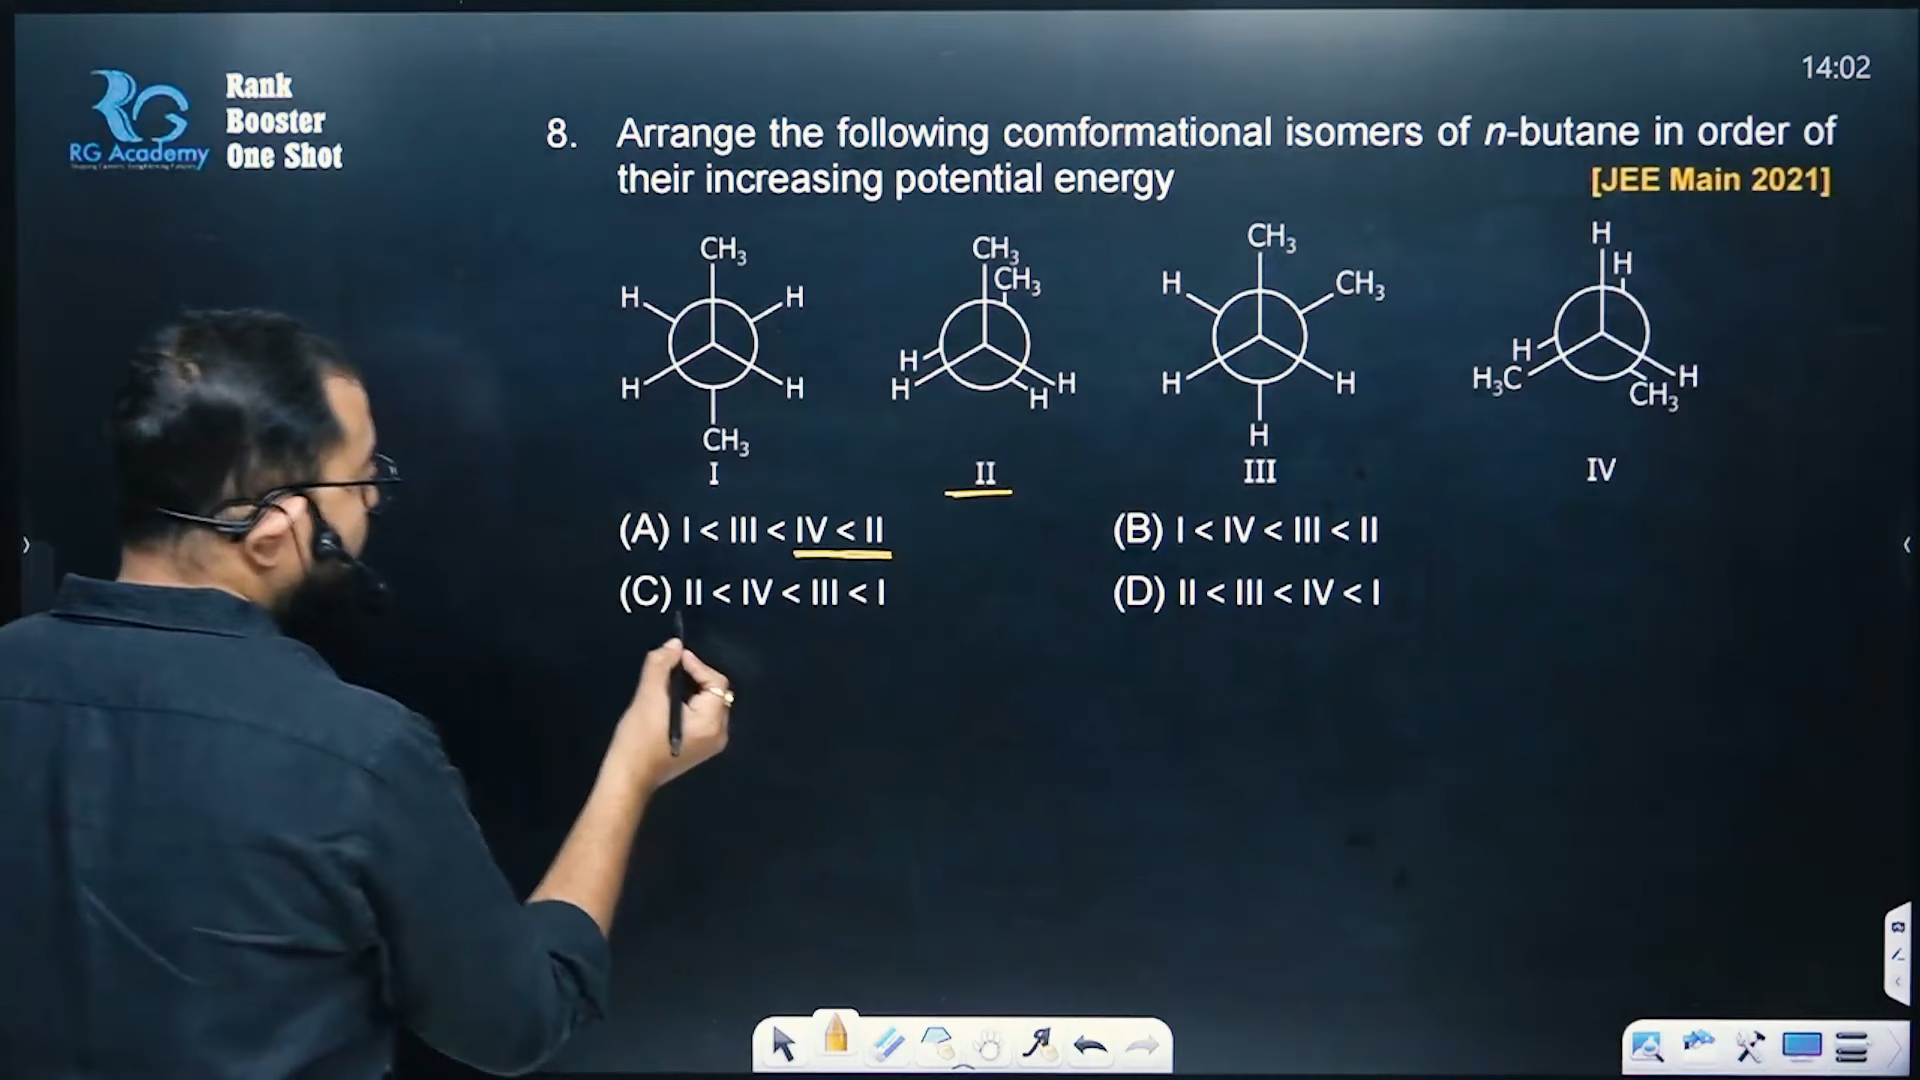 RG Academy
Rank
Booster
One Shot
14:02
8. Arrange the following comformational isomers of n-butane in order of
their increasing potential energy
[JEE Main 2021]
CH3
H H
H H
CH3
I
CH3
CH3
H
H
H
H
II
CH3
H CH3
H H
H
III
H
H
H
H3C
H
CH3
IV
(A) I < III < IV < II
(B) I < IV < III < II
(C) II < IV < III < I
(D) II < III < IV < I